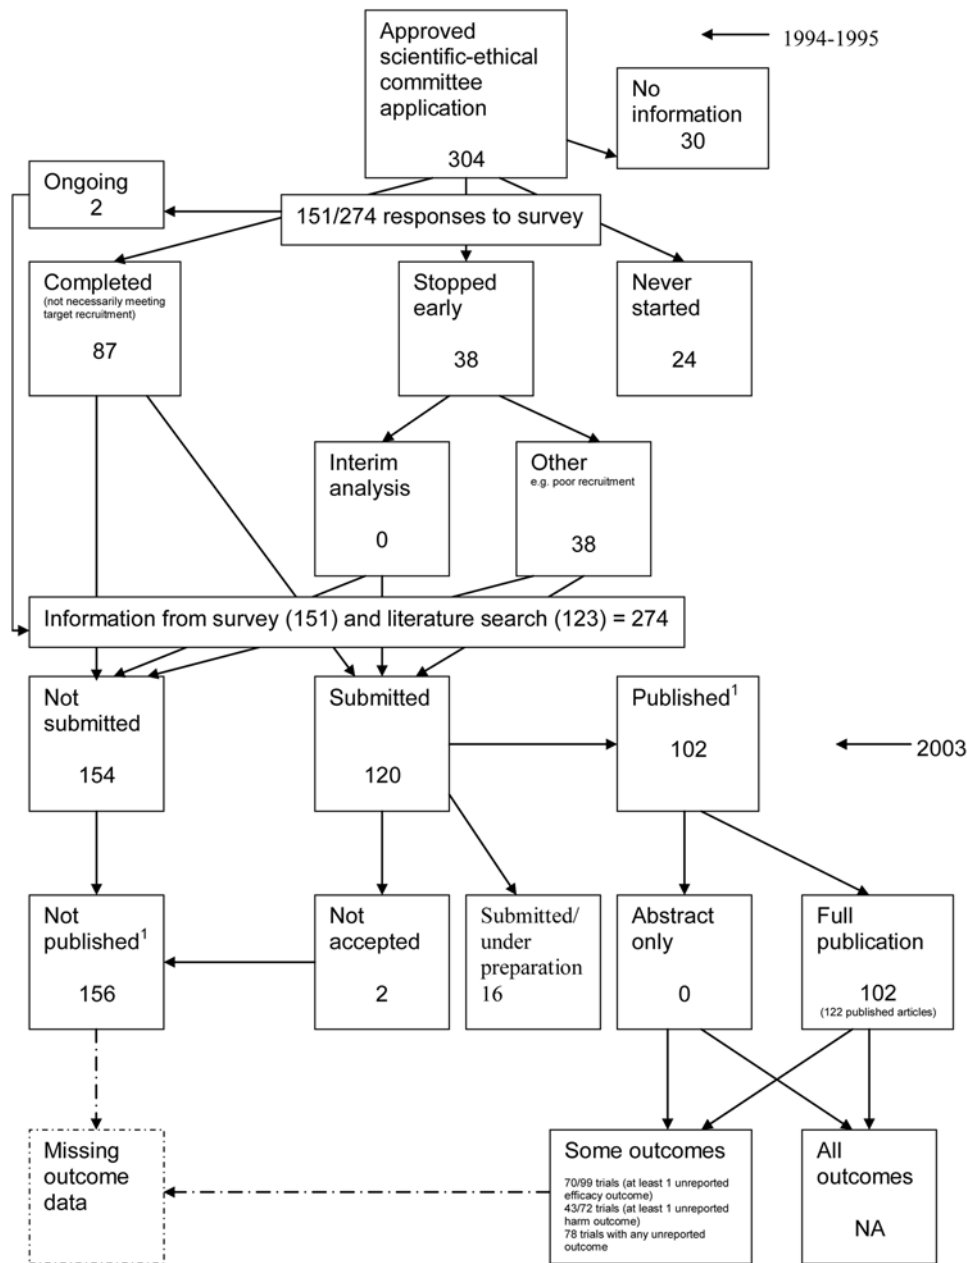 Approved
scientific-ethical
committee
application
304
1994-1995
No
information
30
Ongoing
2
151/274 responses to survey
Completed
(not necessarily meeting
target recruitment)
87
Stopped
early
38
Never
started
24
Interim
analysis
0
Other
e.g. poor recruitment
38
Information from survey (151) and literature search (123) = 274
Not
submitted
154
Submitted
120
Published¹
102
2003
Not
published¹
156
Not
accepted
2
Submitted/
under
preparation
16
Abstract
only
0
Full
publication
102
(122 published articles)
Missing
outcome
data
Some outcomes
70/99 trials (at least 1 unreported
efficacy outcome)
43/72 trials (at least 1 unreported
harm outcome)
78 trials with any unreported
outcome
All
outcomes
NA